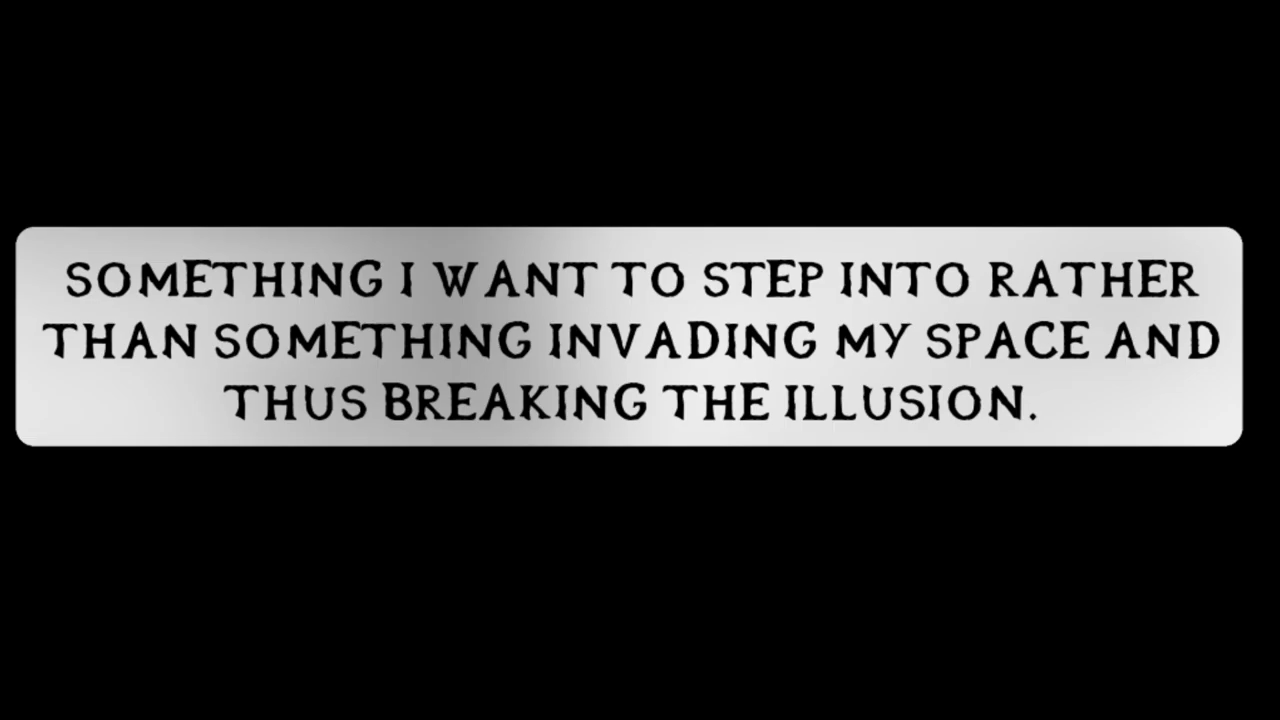 SOMETHING I WANT TO STEP INTO RATHER
THAN SOMETHING INVADING MY SPACE AND
THUS BREAKING THE ILLUSION.